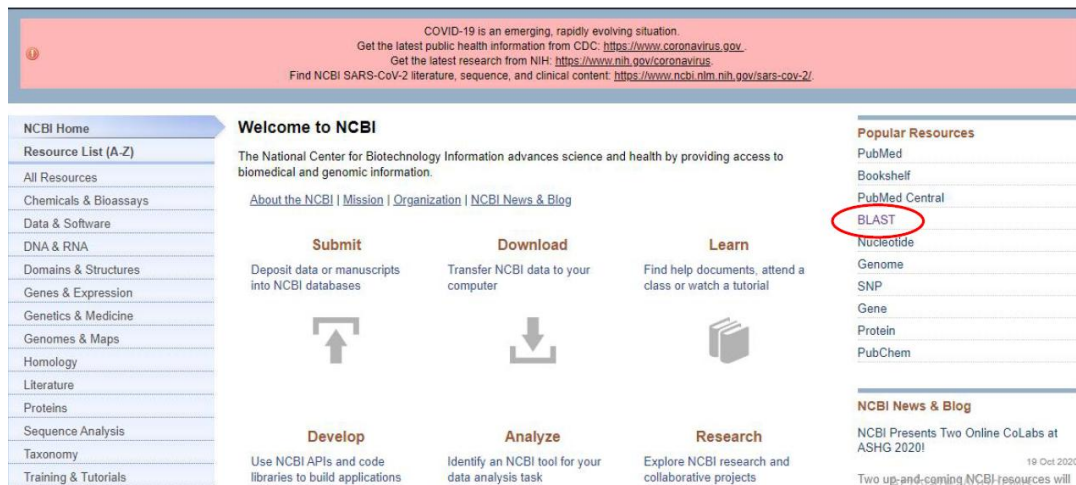 COVID-19 is an emerging, rapidly evolving situation.
Get the latest public health information from CDC: https://www.coronavirus.gov .
Get the latest research from NIH: https://www.nih.gov/coronavirus.
Find NCBI SARS-CoV-2 literature, sequence, and clinical content: https://www.ncbi.nlm.nih.gov/sars-cov-2/.
NCBI Home
Resource List (A-Z)
All Resources
Chemicals & Bioassays
Data & Software
DNA & RNA
Domains & Structures
Genes & Expression
Genetics & Medicine
Genomes & Maps
Homology
Literature
Proteins
Sequence Analysis
Taxonomy
Training & Tutorials
Welcome to NCBI
The National Center for Biotechnology Information advances science and health by providing access to
biomedical and genomic information.
About the NCBI | Mission | Organization | NCBI News & Blog
Submit
Deposit data or manuscripts
into NCBI databases
Download
Transfer NCBI data to your
computer
Learn
Find help documents, attend a
class or watch a tutorial
Develop
Use NCBI APIs and code
libraries to build applications
Analyze
Identify an NCBI tool for your
data analysis task
Research
Explore NCBI research and
collaborative projects
Popular Resources
PubMed
Bookshelf
PubMed Central
BLAST
Nucleotide
Genome
SNP
Gene
Protein
PubChem
NCBI News & Blog
NCBI Presents Two Online CoLabs at
ASHG 2020!
19 Oct 2020
Two up-and-coming NCBI resources will